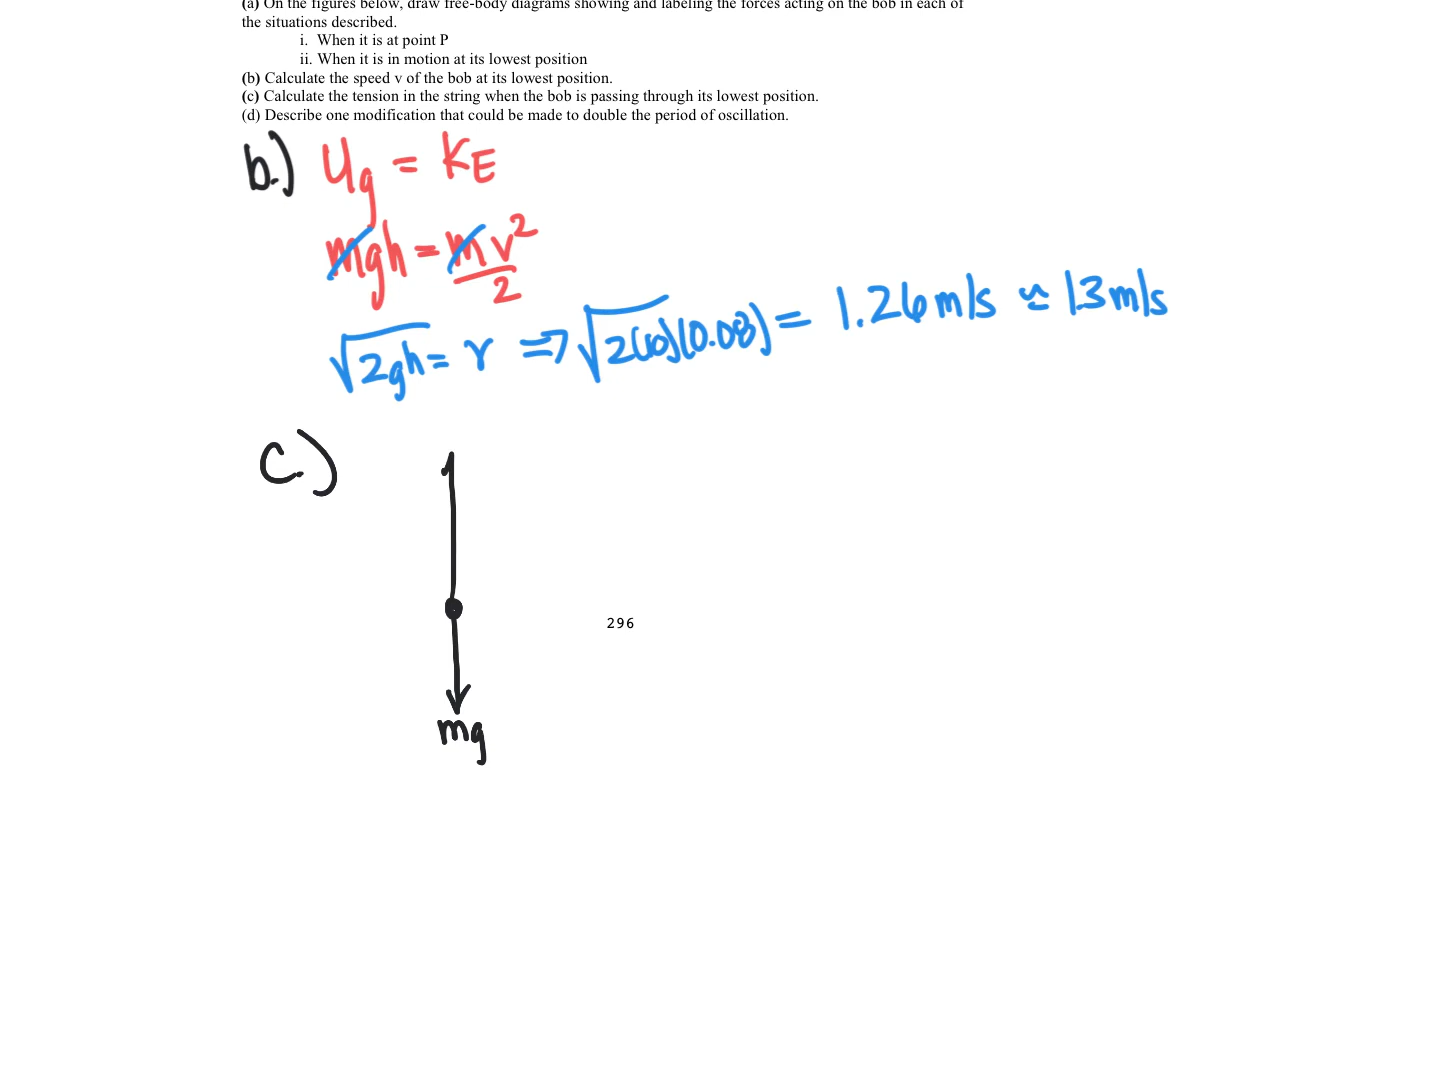 (a) On the figures below, draw free-body diagrams showing and labeling the forces acting on the bob in each of
the situations described.
i. When it is at point P
ii. When it is in motion at its lowest position
(b) Calculate the speed v of the bob at its lowest position.
(c) Calculate the tension in the string when the bob is passing through its lowest position.
(d) Describe one modification that could be made to double the period of oscillation.
b.) Ug = KE
mgh = mv²/2
√2gh = v ⇒ √2(10)(0.08) = 1.26 m/s ≈ 1.3 m/s
c.)
296
mg